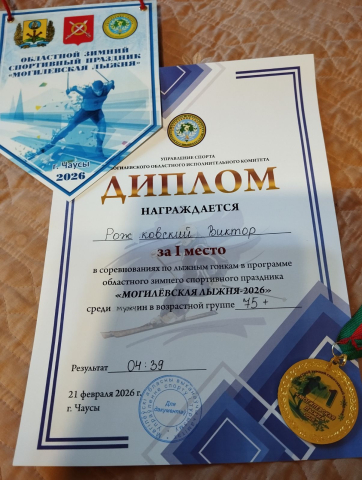 ОБЛАСТНОЙ ЗИМНИЙ
СПОРТИВНЫЙ ПРАЗДНИК
«МОГИЛЕВСКАЯ ЛЫЖНЯ»
г. Чаусы
2026
УПРАВЛЕНИЕ СПОРТА
МОГИЛЕВСКОГО ОБЛАСТНОГО ИСПОЛНИТЕЛЬНОГО КОМИТЕТА
ДИПЛОМ
НАГРАЖДАЕТСЯ
Рожковский Виктор
за I место
в соревнованиях по лыжным гонкам в программе
областного зимнего спортивного праздника
«МОГИЛЁВСКАЯ ЛЫЖНЯ-2026»
среди мужчин в возрастной группе 75 +
Результат 04:39
21 февраля 2026 г.
г. Чаусы
Для
документов